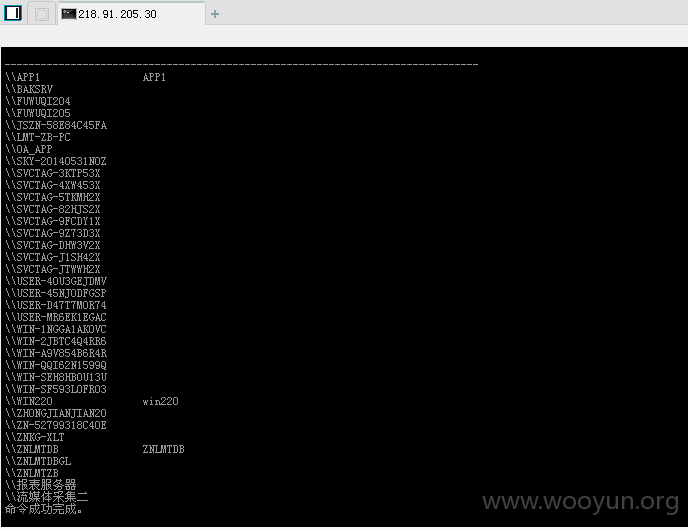 218.91.205.30
-------------------------------------------------------------------------------
\\APP1 APP1
\\BAKSRV
\\FUWUQI204
\\FUWUQI205
\\JSZN-58E84C45FA
\\LMT-ZB-PC
\\OA_APP
\\SKY-20140531NOZ
\\SVCTAG-3KTP53X
\\SVCTAG-4XW453X
\\SVCTAG-5TKMH2X
\\SVCTAG-82HJS2X
\\SVCTAG-9FCDY1X
\\SVCTAG-9Z73D3X
\\SVCTAG-DHW3V2X
\\SVCTAG-J1SH42X
\\SVCTAG-JTWWH2X
\\USER-4OU3GEJDMV
\\USER-45NJODFGSP
\\USER-D47T7MOR74
\\USER-MR6EK1EGAC
\\WIN-1NGGA1AKOVC
\\WIN-2JBTC4Q4RR6
\\WIN-A9V854B6R4R
\\WIN-QQI62N1599Q
\\WIN-SEH8HBOU13U
\\WIN-SF593LOFRO3
\\WIN220 win220
\\ZHONGJIANJIAN20
\\ZN-52799318C40E
\\ZNKG-XLT
\\ZNLMTDB ZNLMTDB
\\ZNLMTDBGL
\\ZNLMTZB
\\报表服务器
\\流媒体采集二
命令成功完成。
www.wooyun.org